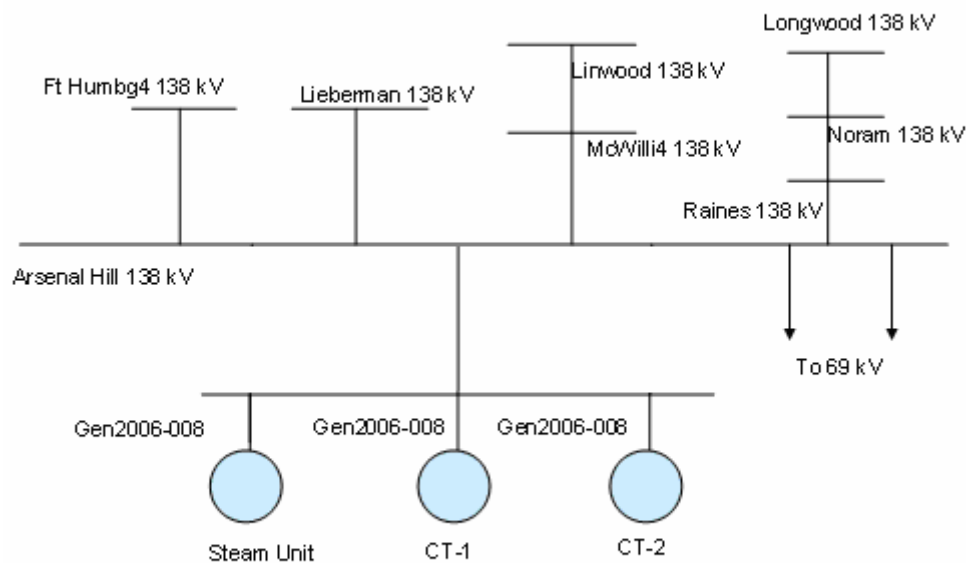 Longwood 138 kV
Ft Humbg4 138 kV
Lieberman 138 kV
Linwood 138 kV
McWilli4 138 kV
Noram 138 kV
Raines 138 kV
Arsenal Hill 138 kV
To 69 kV
Gen2006-008
Gen2006-008
Gen2006-008
Steam Unit
CT-1
CT-2